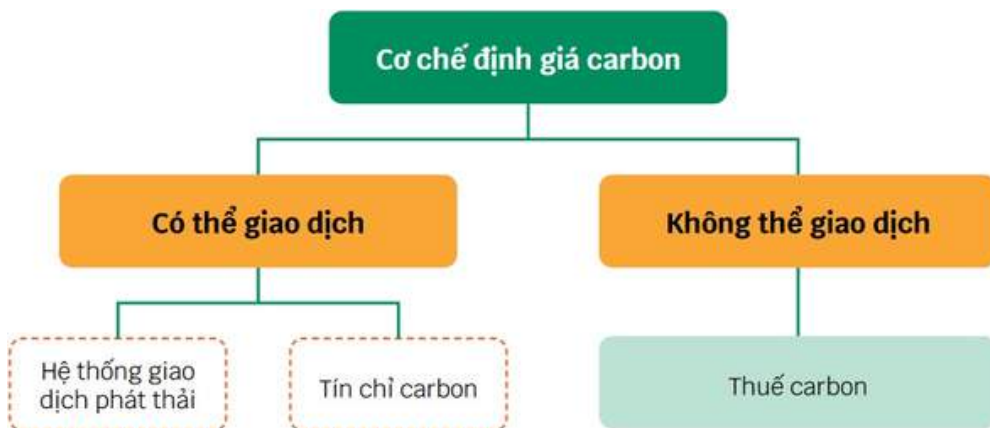 Cơ chế định giá carbon
Có thể giao dịch
Không thể giao dịch
Hệ thống giao
dịch phát thải
Tín chỉ carbon
Thuế carbon